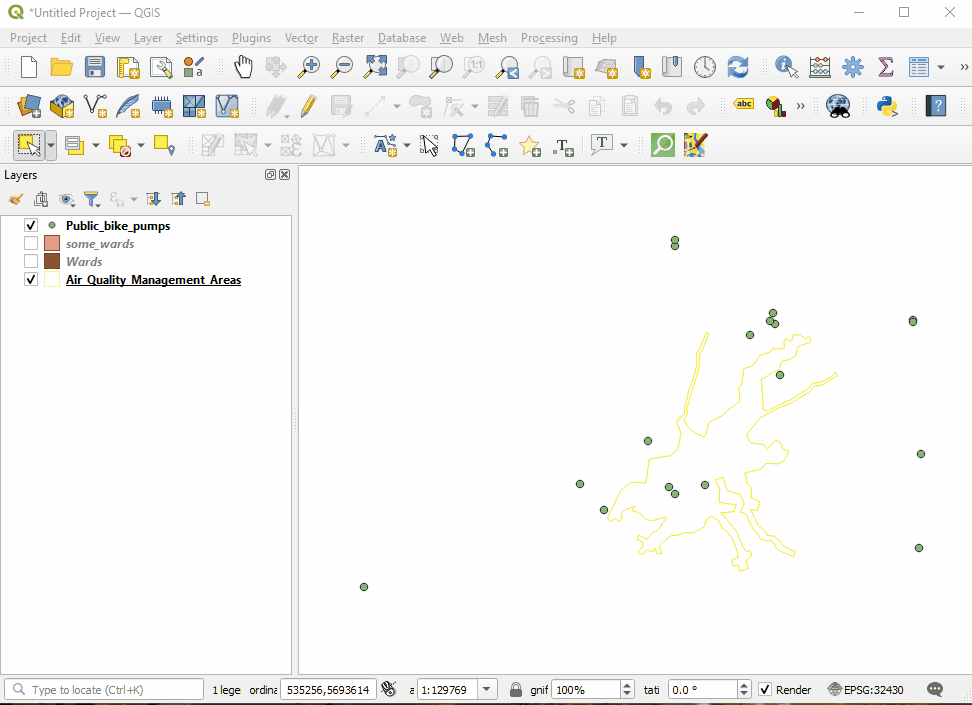 *Untitled Project — QGIS
Project Edit View Layer Settings Plugins Vector Raster Database Web Mesh Processing Help
abc
Layers
Public_bike_pumps
some_wards
Wards
Air_Quality_Management_Areas
Type to locate (Ctrl+K) 1 lege ordina 535256,5693614 a 1:129769 gnif 100% tati 0.0 ° Render EPSG:32430